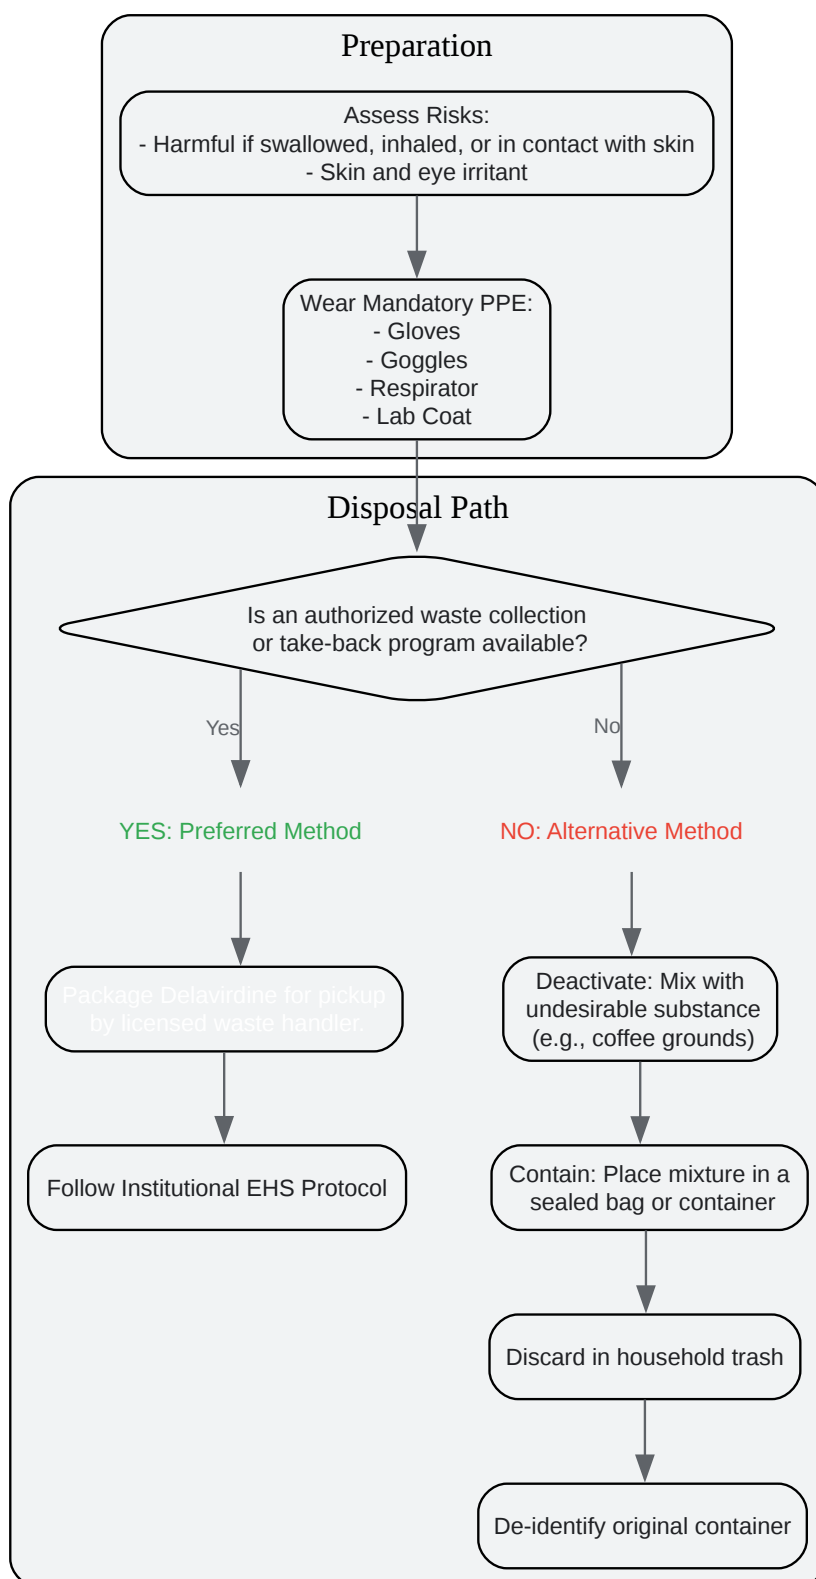 Preparation
Assess Risks:
- Harmful if swallowed, inhaled, or in contact with skin
- Skin and eye irritant
Wear Mandatory PPE:
- Gloves
- Goggles
- Respirator
- Lab Coat
Disposal Path
Is an authorized waste collection
or take-back program available?
Yes
No
YES: Preferred Method
NO: Alternative Method
Package Delavirdine for pickup
by licensed waste handler.
Deactivate: Mix with
undesirable substance
(e.g., coffee grounds)
Follow Institutional EHS Protocol
Contain: Place mixture in a
sealed bag or container
Discard in household trash
De-identify original container